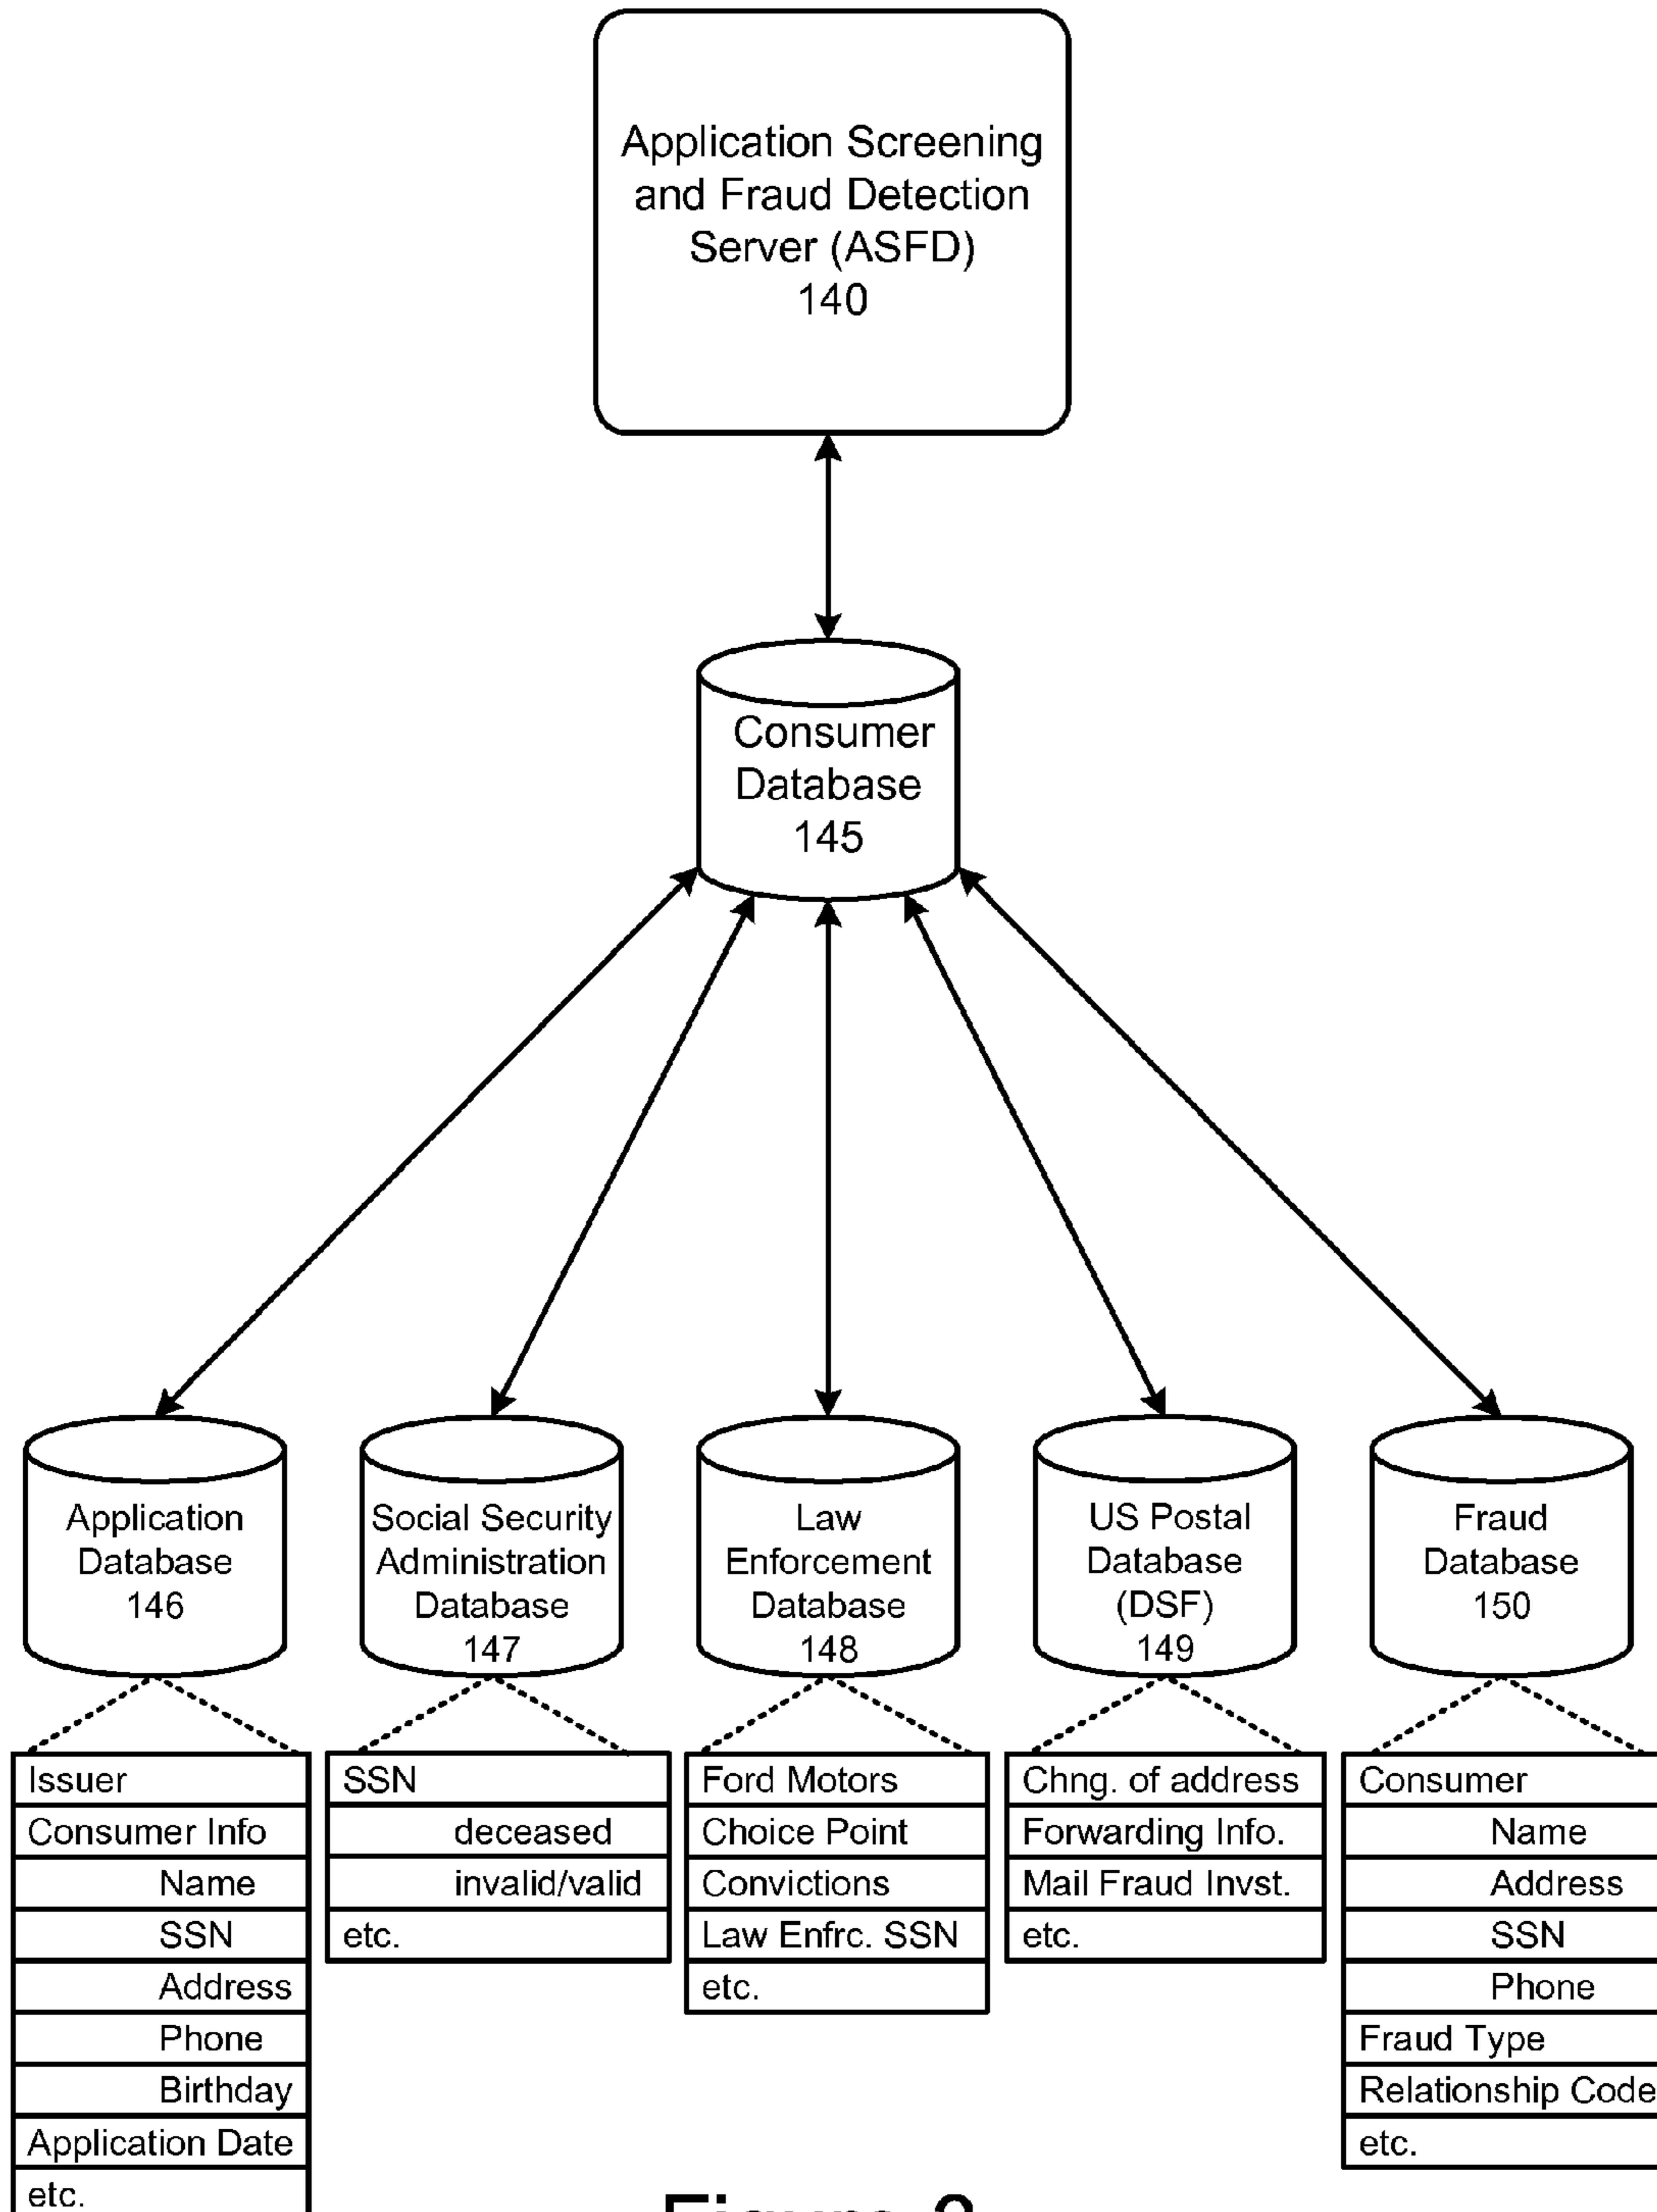 Application Screening
and Fraud Detection
Server (ASFD)
140
Consumer
Database
145
Application
Database
146
Social Security
Administration
Database
147
Law
Enforcement
Database
148
US Postal
Database
(DSF)
149
Fraud
Database
150
Issuer
Consumer Info
Name
SSN
Address
Phone
Birthday
Application Date
etc.
SSN
deceased
invalid/valid
etc.
Ford Motors
Choice Point
Convictions
Law Enfrc. SSN
etc.
Chng. of address
Forwarding Info.
Mail Fraud Invst.
etc.
Consumer
Name
Address
SSN
Phone
Fraud Type
Relationship Code
etc.
Figure